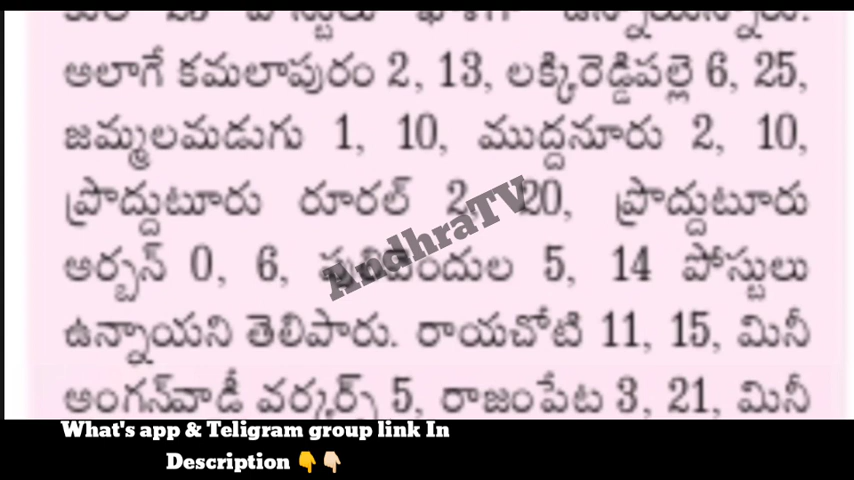 పోస్టులు ఖాళీగా ఉన్నాయన్నారు.
అలాగే కమలాపురం 2, 13, లక్కిరెడ్డిపల్లె 6, 25,
జమ్మలమడుగు 1, 10, ముద్దనూరు 2, 10,
ప్రొద్దుటూరు రూరల్ 2, 20, ప్రొద్దుటూరు
అర్బన్ 0, 6, పులివెందుల 5, 14 పోస్టులు
ఉన్నాయని తెలిపారు. రాయచోటి 11, 15, మినీ
అంగన్‌వాడీ వర్కర్స్ 5, రాజంపేట 3, 21, మినీ
AndhraTV
What's app & Teligram group link In
Description 👇👇🏻